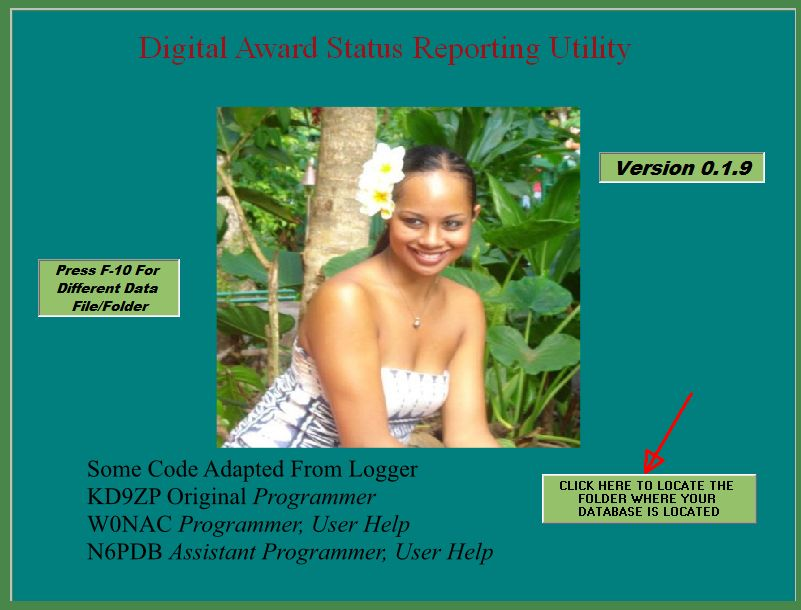 Digital Award Status Reporting Utility
Version 0.1.9
Press F-10 For
Different Data
File/Folder
Some Code Adapted From Logger
KD9ZP Original Programmer
W0NAC Programmer, User Help
N6PDB Assistant Programmer, User Help
CLICK HERE TO LOCATE THE
FOLDER WHERE YOUR
DATABASE IS LOCATED